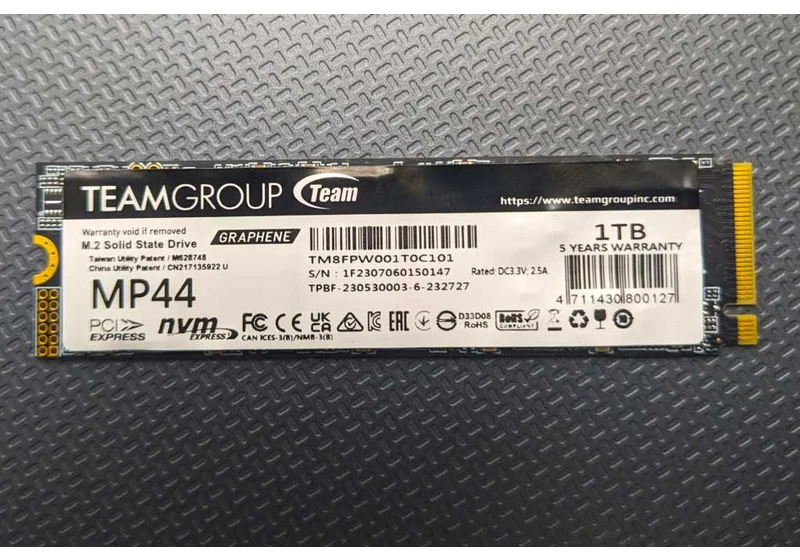 TEAMGROUP Team
https://www.teamgroupinc.com
Warranty void if removed
M.2 Solid State Drive
GRAPHENE
Taiwan Utility Patent / M628748
China Utility Patent / CN217135922 U
MP44
PCI EXPRESS
nvm EXPRESS
TM8FPW001T0C101
S/N : 1F2307060150147
TPBF-230530003-6-232727
Rated: DC3.3V; 2.5A
1TB
5 YEARS WARRANTY
4 711430 800127
FC CE UK CA EAC
D33D08
RoHS
RoHS
COMPLIANT
CAN ICES-3(B)/NMB-3(B)